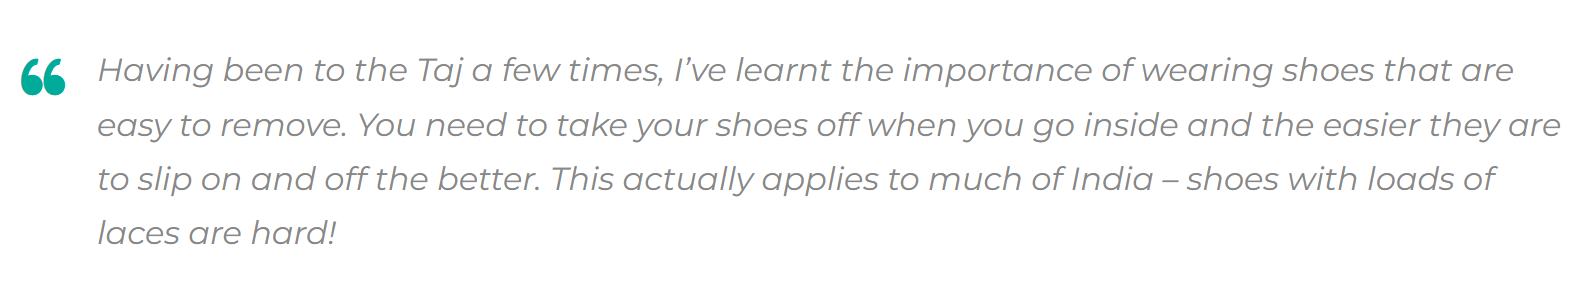 Having been to the Taj a few times, I’ve learnt the importance of wearing shoes that are
easy to remove. You need to take your shoes off when you go inside and the easier they are
to slip on and off the better. This actually applies to much of India – shoes with loads of
laces are hard!